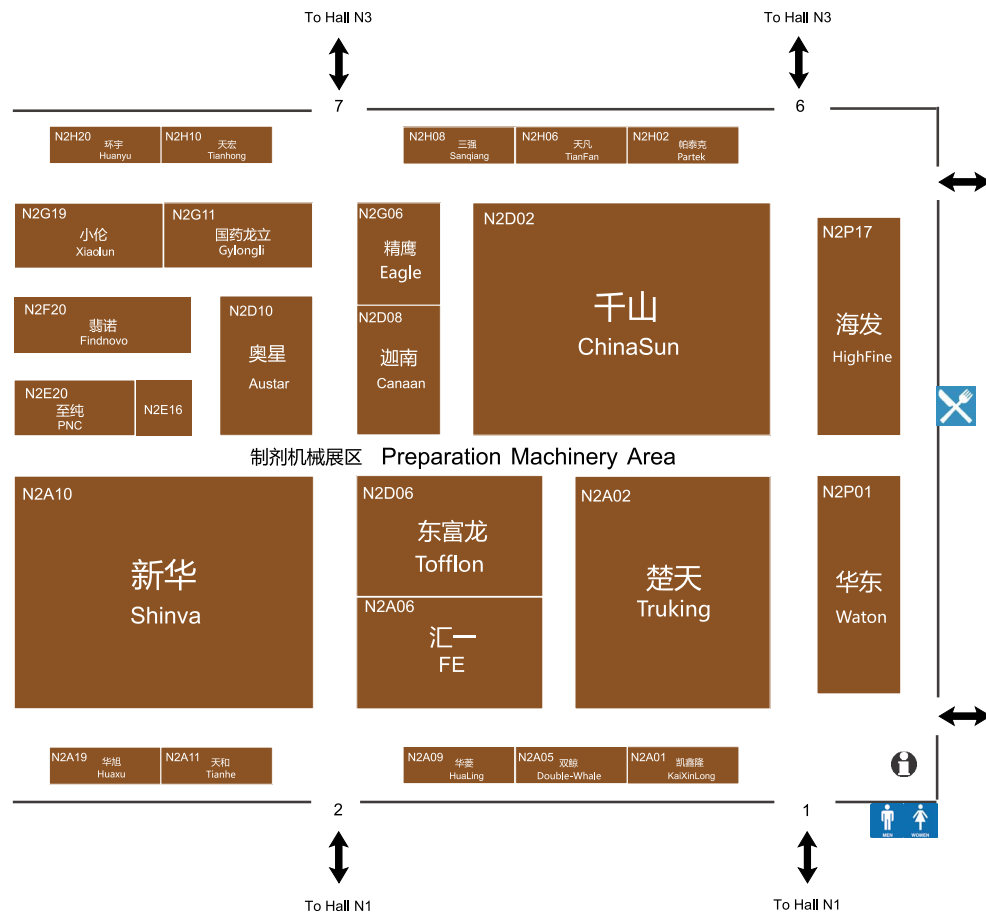 To Hall N3
To Hall N3
7
6
N2H20
环宇
Huanyu
N2H10
天宏
Tianhong
N2H08
三强
Sanqiang
N2H06
天凡
TianFan
N2H02
帕泰克
Partek
N2G19
小伦
Xiaolun
N2G11
国药龙立
Gylongli
N2G06
精鹰
Eagle
N2D02
千山
ChinaSun
N2P17
海发
HighFine
N2F20
翡诺
Findnovo
N2D10
奥星
Austar
N2D08
迦南
Canaan
N2E20
至纯
PNC
N2E16
制剂机械展区 Preparation Machinery Area
N2A10
新华
Shinva
N2D06
东富龙
Tofflon
N2A02
楚天
Truking
N2P01
华东
Waton
N2A06
汇一
FE
N2A19
华旭
Huaxu
N2A11
天和
Tianhe
N2A09
华菱
HuaLing
N2A05
双鲸
Double-Whale
N2A01
凯鑫隆
KaiXinLong
2
1
MEN
WOMEN
To Hall N1
To Hall N1